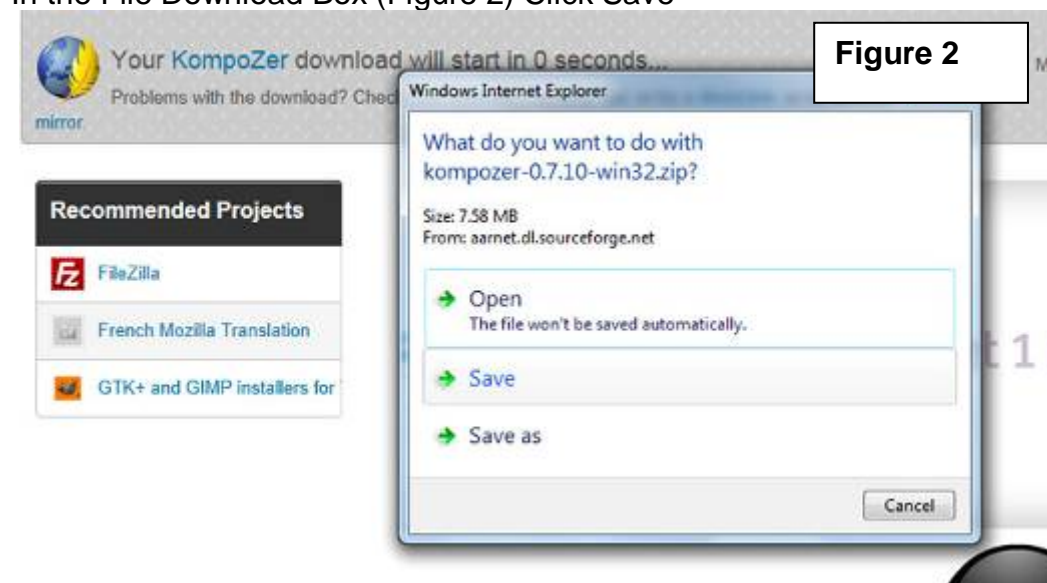 In the File Download Box (Figure 2) Click Save
Your KompoZer download will start in 0 seconds...
Figure 2
M
Problems with the download?
mirror.
Windows Internet Explorer
What do you want to do with
kompozer-0.7.10-win32.zip?
Size: 7.58 MB
From: aarnet.dl.sourceforge.net
Recommended Projects
FileZilla
French Mozilla Translation
GTK+ and GIMP installers for
Open
The file won't be saved automatically.
Save
Save as
Cancel
t 1